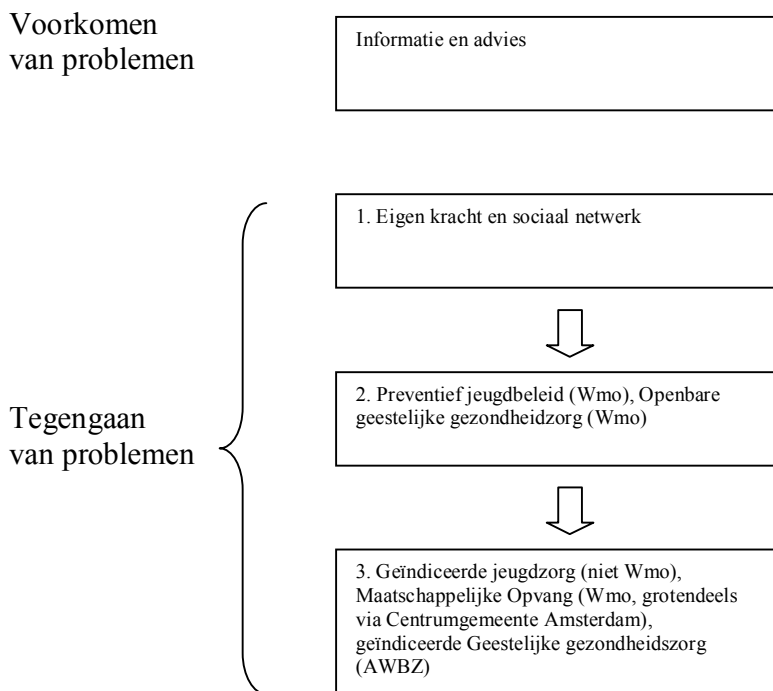 Voorkomen
van problemen
Informatie en advies
Tegengaan
van problemen
1. Eigen kracht en sociaal netwerk
2. Preventief jeugdbeleid (Wmo), Openbare
geestelijke gezondheidzorg (Wmo)
3. Geïndiceerde jeugdzorg (niet Wmo),
Maatschappelijke Opvang (Wmo, grotendeels
via Centrumgemeente Amsterdam),
geïndiceerde Geestelijke gezondheidszorg
(AWBZ)